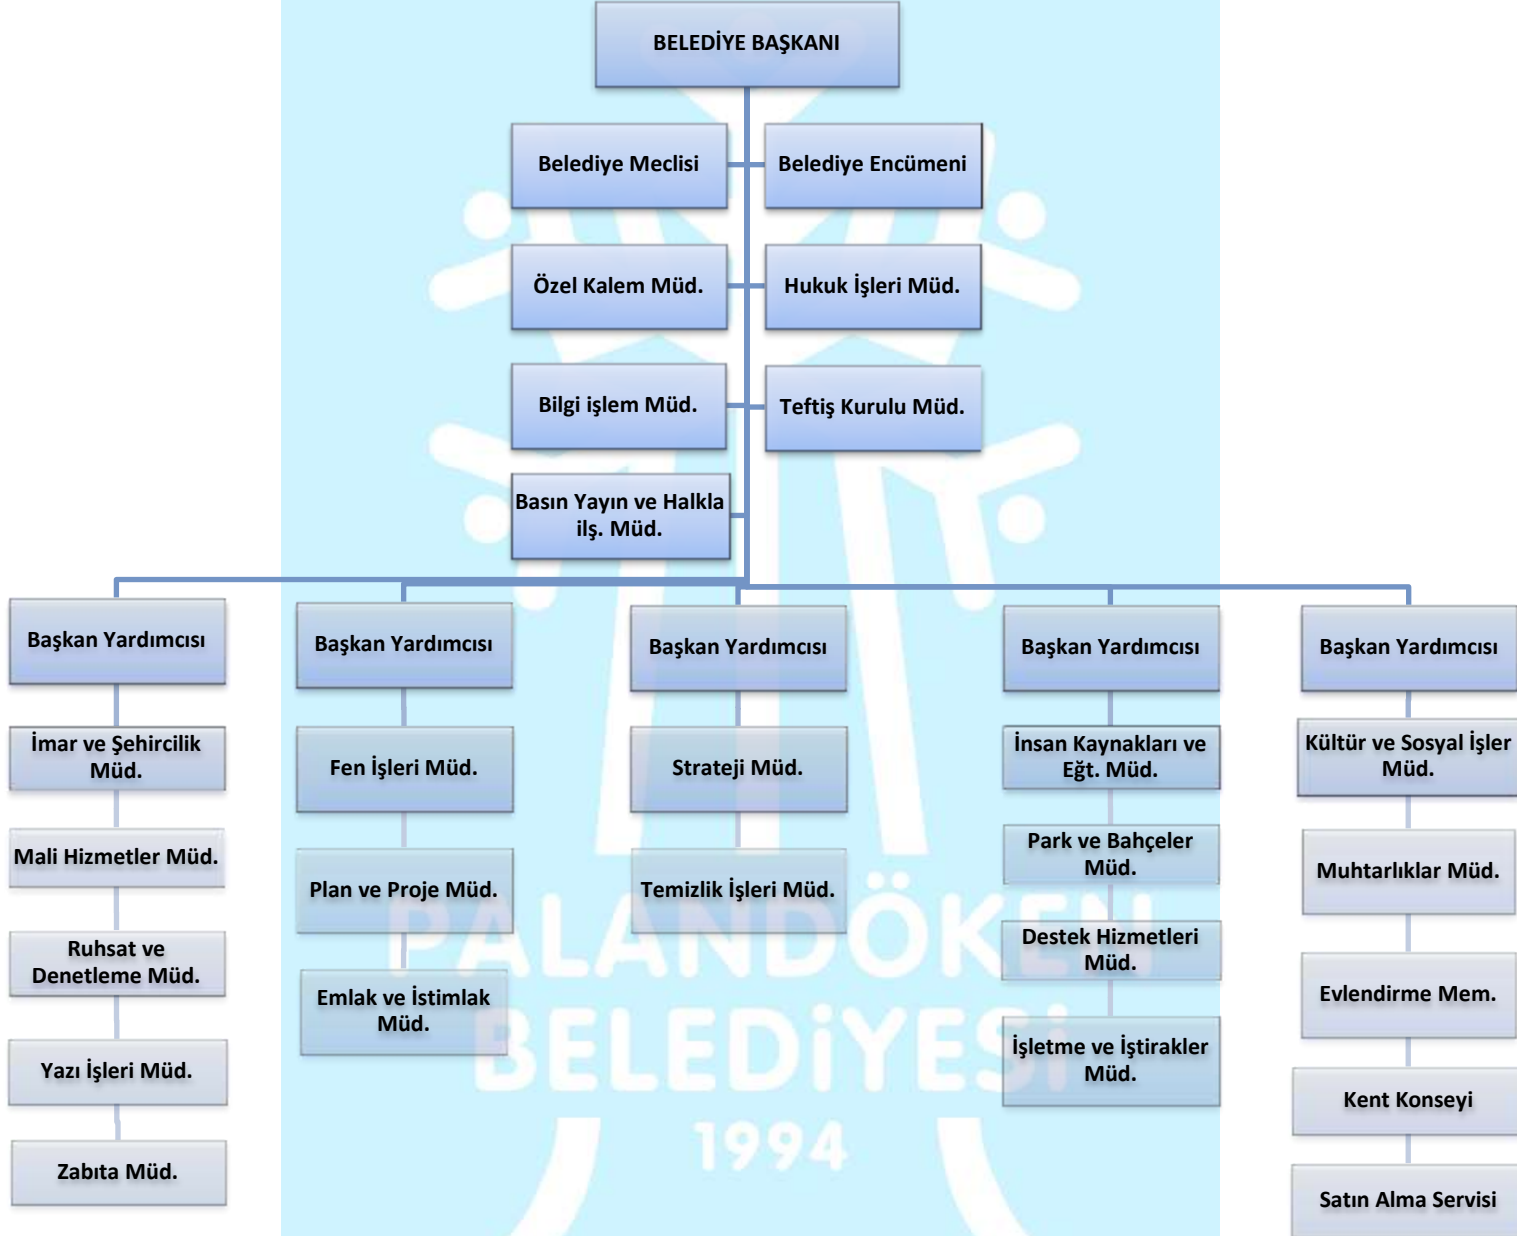 BELEDİYE BAŞKANI
Belediye Meclisi
Belediye Encümeni
Özel Kalem Müd.
Hukuk İşleri Müd.
Bilgi işlem Müd.
Teftiş Kurulu Müd.
Basın Yayın ve Halkla
ilş. Müd.
Başkan Yardımcısı
İmar ve Şehircilik
Müd.
Mali Hizmetler Müd.
Ruhsat ve
Denetleme Müd.
Yazı İşleri Müd.
Zabıta Müd.
Başkan Yardımcısı
Fen İşleri Müd.
Plan ve Proje Müd.
Emlak ve İstimlak
Müd.
Başkan Yardımcısı
Strateji Müd.
Temizlik İşleri Müd.
Başkan Yardımcısı
İnsan Kaynakları ve
Eğt. Müd.
Park ve Bahçeler
Müd.
Destek Hizmetleri
Müd.
İşletme ve İştirakler
Müd.
Başkan Yardımcısı
Kültür ve Sosyal İşler
Müd.
Muhtarlıklar Müd.
Evlendirme Mem.
Kent Konseyi
Satın Alma Servisi
PALANDÖKEN
BELEDİYESİ
1994